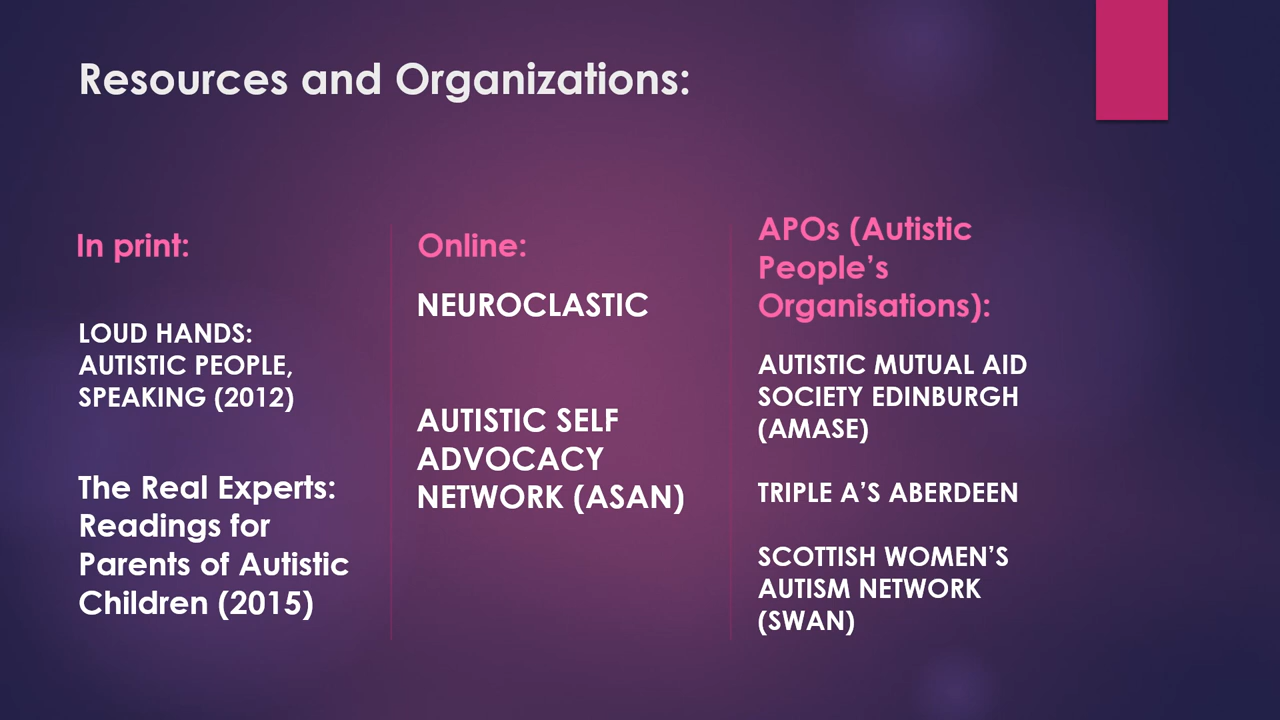 Resources and Organizations:
In print:
LOUD HANDS:
AUTISTIC PEOPLE,
SPEAKING (2012)
The Real Experts:
Readings for
Parents of Autistic
Children (2015)
Online:
NEUROCLASTIC
AUTISTIC SELF
ADVOCACY
NETWORK (ASAN)
APOs (Autistic
People’s
Organisations):
AUTISTIC MUTUAL AID
SOCIETY EDINBURGH
(AMASE)
TRIPLE A’S ABERDEEN
SCOTTISH WOMEN’S
AUTISM NETWORK
(SWAN)